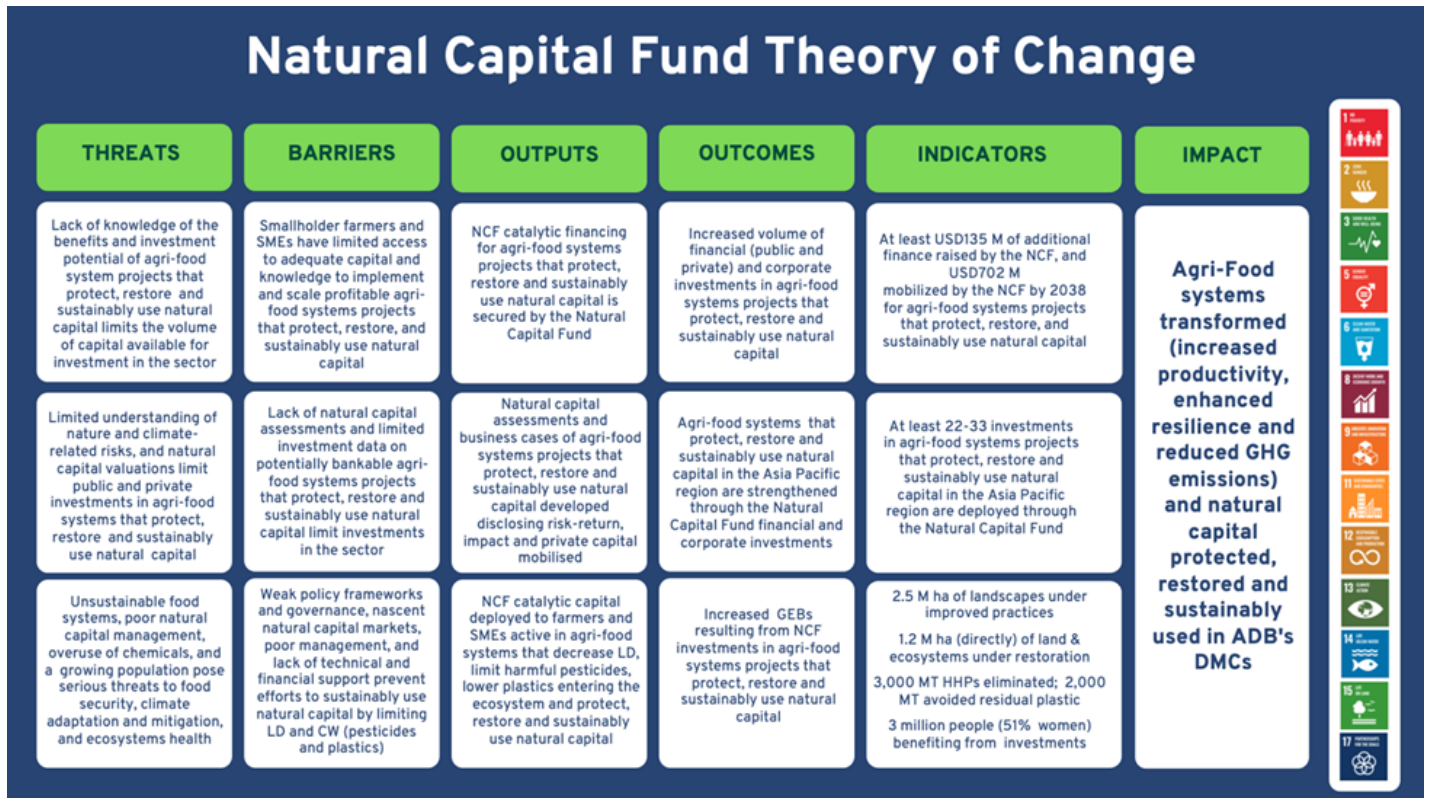 Natural Capital Fund Theory of Change
THREATS
BARRIERS
OUTPUTS
OUTCOMES
INDICATORS
IMPACT
Lack of knowledge of the
benefits and investment
potential of agri-food
system projects that
protect, restore and
sustainably use natural
capital limits the volume
of capital available for
investment in the sector
Smallholder farmers and
SMEs have limited access
to adequate capital and
knowledge to implement
and scale profitable agri-
food systems projects
that protect, restore, and
sustainably use natural
capital
NCF catalytic financing
for agri-food systems
projects that protect,
restore and sustainably
use natural capital is
secured by the Natural
Capital Fund
Increased volume of
financial (public and
private) and corporate
investments in agri-food
systems projects that
protect, restore and
sustainably use natural
capital
At least USD135 M of additional
finance raised by the NCF, and
USD702 M
mobilized by the NCF by 2038
for agri-food systems projects
that protect, restore, and
sustainably use natural capital
Limited understanding of
nature and climate-
related risks, and natural
capital valuations limit
public and private
investments in agri-food
systems that protect,
restore and sustainably
use natural capital
Lack of natural capital
assessments and limited
investment data on
potentially bankable agri-
food systems projects
that protect, restore and
sustainably use natural
capital limit investments
in the sector
Natural capital
assessments and
business cases of agri-food
systems projects that
protect, restore and
sustainably use natural
capital developed
disclosing risk-return,
impact and private capital
mobilised
Agri-food systems that
protect, restore and
sustainably use natural
capital in the Asia Pacific
region are strengthened
through the Natural
Capital Fund financial and
corporate investments
At least 22-33 investments
in agri-food systems projects
that protect, restore and
sustainably use natural
capital in the Asia Pacific
region are deployed through
the Natural Capital Fund
Unsustainable food
systems, poor natural
capital management,
overuse of chemicals, and
a growing population pose
serious threats to food
security, climate
adaptation and mitigation,
and ecosystems health
Weak policy frameworks
and governance, nascent
natural capital markets,
poor management, and
lack of technical and
financial support prevent
efforts to sustainably use
natural capital by limiting
LD and CW (pesticides
and plastics)
NCF catalytic capital
deployed to farmers and
SMEs active in agri-food
systems that decrease LD,
limit harmful pesticides,
lower plastics entering the
ecosystem and protect,
restore and sustainably
use natural capital
Increased GEBs
resulting from NCF
investments in agri-food
systems projects that
protect, restore and
sustainably use natural
capital
2.5 M ha of landscapes under
improved practices
1.2 M ha (directly) of land &
ecosystems under restoration
3,000 MT HHPs eliminated; 2,000
MT avoided residual plastic
3 million people (51% women)
benefiting from investments
Agri-Food
systems
transformed
(increased
productivity,
enhanced
resilience and
reduced GHG
emissions)
and natural
capital
protected,
restored and
sustainably
used in ADB's
DMCs
1
2
3
5
6
8
9
11
12
13
14
15
17